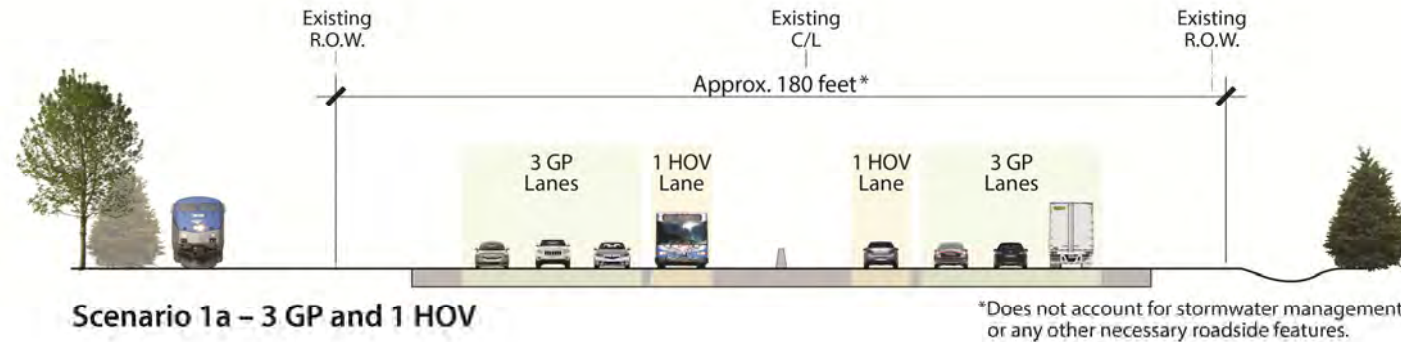 Existing
R.O.W.
Existing
C/L
Existing
R.O.W.
Approx. 180 feet*
3 GP
Lanes
1 HOV
Lane
1 HOV
Lane
3 GP
Lanes
Scenario 1a – 3 GP and 1 HOV
*Does not account for stormwater management
or any other necessary roadside features.